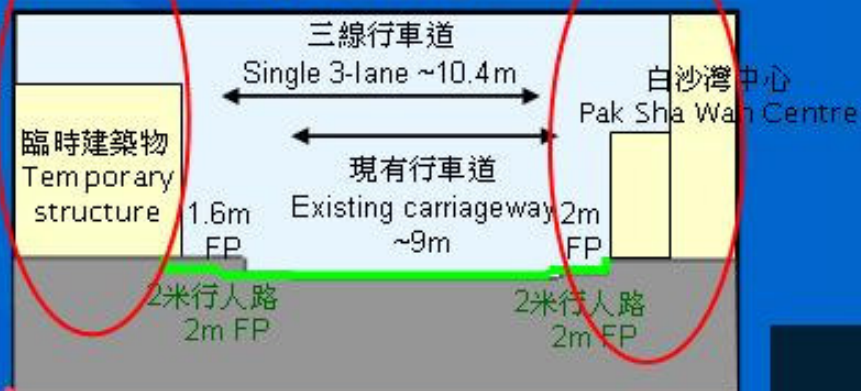 三線行車道
Single 3-lane ~10.4m
白沙灣中心
Pak Sha Wan Centre
臨時建築物
Temporary
structure
現有行車道
Existing carriageway
~9m
1.6m
FP
2m
FP
2米行人路
2m FP
2米行人路
2m FP